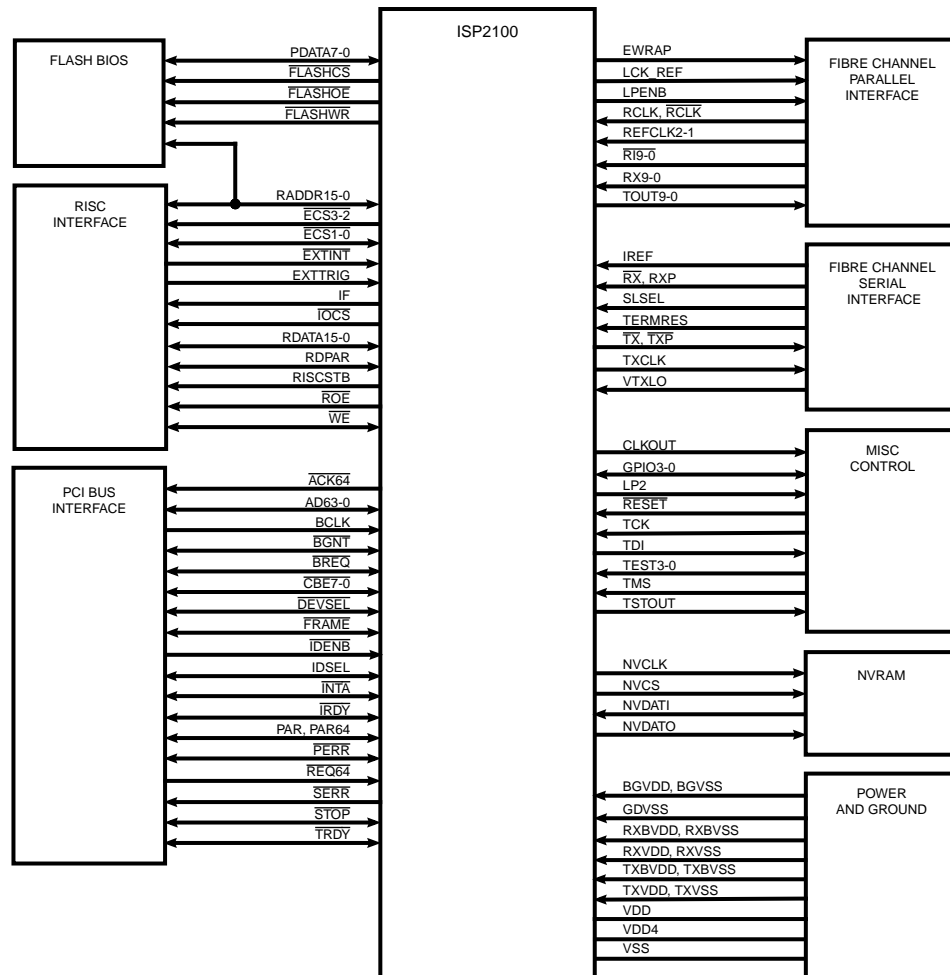 ISP2100
FLASH BIOS
PDATA7-0
FLASHCS
FLASHOE
FLASHWR
RISC
INTERFACE
RADDR15-0
ECS3-2
ECS1-0
EXTINT
EXTTRIG
IF
IOCS
RDATA15-0
RDPAR
RISCSTB
ROE
WE
PCI BUS
INTERFACE
ACK64
AD63-0
BCLK
BGNT
BREQ
CBE7-0
DEVSEL
FRAME
IDENB
IDSEL
INTA
IRDY
PAR, PAR64
PERR
REQ64
SERR
STOP
TRDY
EWRAP
LCK_REF
LPENB
RCLK, RCLK
REFCLK2-1
RI9-0
RX9-0
TOUT9-0
FIBRE CHANNEL
PARALLEL
INTERFACE
IREF
RX, RXP
SLSEL
TERMRES
TX, TXP
TXCLK
VTXLO
FIBRE CHANNEL
SERIAL
INTERFACE
CLKOUT
GPIO3-0
LP2
RESET
TCK
TDI
TEST3-0
TMS
TSTOUT
MISC
CONTROL
NVCLK
NVCS
NVDATI
NVDATO
NVRAM
BGVDD, BGVSS
GDVSS
RXBVDD, RXBVSS
RXVDD, RXVSS
TXBVDD, TXBVSS
TXVDD, TXVSS
VDD
VDD4
VSS
POWER
AND GROUND